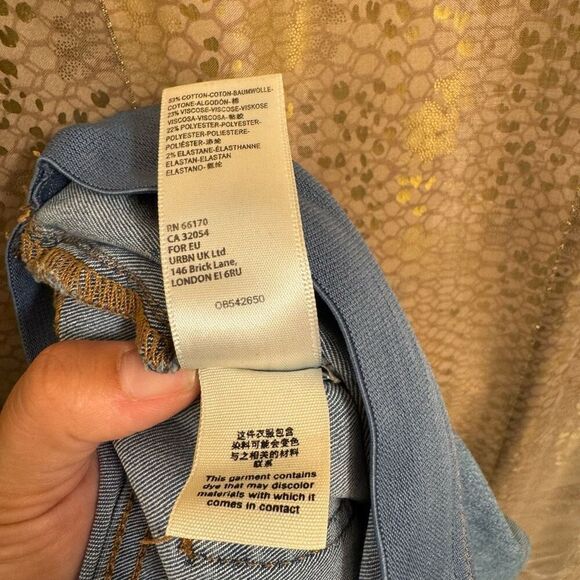 53% COTTON-COTON-BAUMWOLLE-
COTONE-ALGODÓN-棉
23% VISCOSE-VISCOSE-VISKOSE
VISCOSA-VISCOSA-粘胶
22% POLYESTER-POLYESTER-
POLYESTER-POLIESTERE-
POLIÉSTER-涤纶
2% ELASTANE-ÉLASTHANNE
ELASTAN-ELASTAN
ELASTANO-氨纶
RN 66170
CA 32054
FOR EU
URBN UK Ltd
146 Brick Lane,
LONDON E1 6RU
OB542650
这件衣服包含
染料可能会变色
与之相关的材料
联系
This garment contains
dye that may discolor
materials with which it
comes in contact